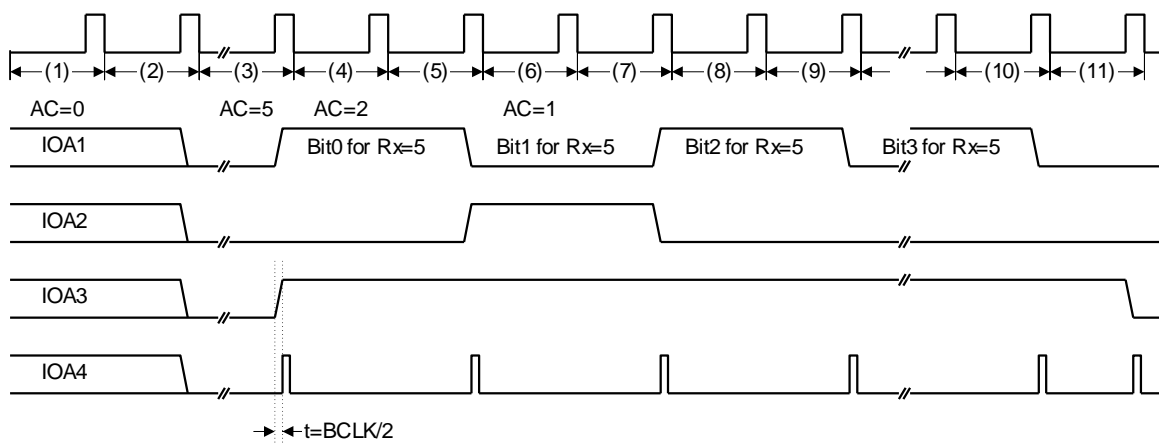 (1) (2) (3) (4) (5) (6) (7) (8) (9) (10) (11)
AC=0 AC=5 AC=2 AC=1
IOA1 Bit0 for Rx=5 Bit1 for Rx=5 Bit2 for Rx=5 Bit3 for Rx=5
IOA2
IOA3
IOA4
t=BCLK/2